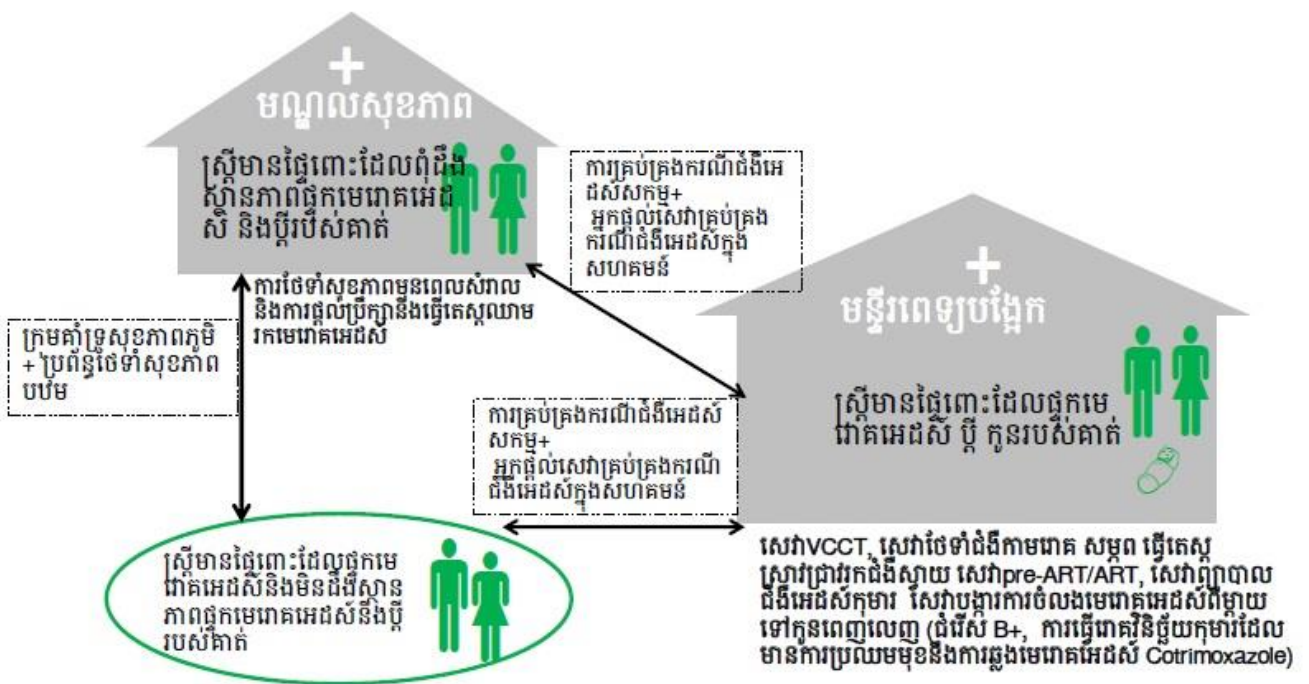 មណ្ឌលសុខភាព
ស្ត្រីមានផ្ទៃពោះដែលពុំដឹង
ស្ថានភាពផ្ទុកមេរោគអេដ
ស៍ និងប្តីរបស់គាត់
ការគ្រប់គ្រងករណីជំងឺអេ
ដស៍សកម្ម+
អ្នកផ្តល់សេវាគ្រប់គ្រង
ករណីជំងឺអេដស៍ក្នុង
សហគមន៍
ការថែទាំសុខភាពមុនពេលសំរាល
និងការផ្តល់ប្រឹក្សានិងធ្វើតេស្តឈាម
រកមេរោគអេដស៍
ក្រុមគាំទ្រសុខភាពភូមិ
+ ប្រព័ន្ធថែទាំសុខភាព
បឋម
មន្ទីរពេទ្យបង្អែក
ស្ត្រីមានផ្ទៃពោះដែលផ្ទុកមេ
រោគអេដស៍ ប្តី កូនរបស់គាត់
ការគ្រប់គ្រងករណីជំងឺអេដស៍
សកម្ម+
អ្នកផ្តល់សេវាគ្រប់គ្រងករណី
ជំងឺអេដស៍ក្នុងសហគមន៍
ស្ត្រីមានផ្ទៃពោះដែលផ្ទុកមេ
រោគអេដស៍និងមិនដឹងស្ថាន
ភាពផ្ទុកមេរោគអេដស៍និងប្តី
របស់គាត់
សេវាVCCT, សេវាថែទាំជំងឺកាមរោគ សម្ភព ធ្វើតេស្ត
ស្រាវជ្រាវរកជំងឺស្វាយ សេវាpre-ART/ART, សេវាព្យាបាល
ជំងឺអេដស៍កុមារ សេវាបង្ការការចំលងមេរោគអេដស៍ពីម្តាយ
ទៅកូនពេញលេញ (ជំរើស B+, ការធ្វើរោគវិនិច្ឆ័យកុមារដែល
មានការប្រឈមមុខនឹងការឆ្លងមេរោគអេដស៍ Cotrimoxazole)